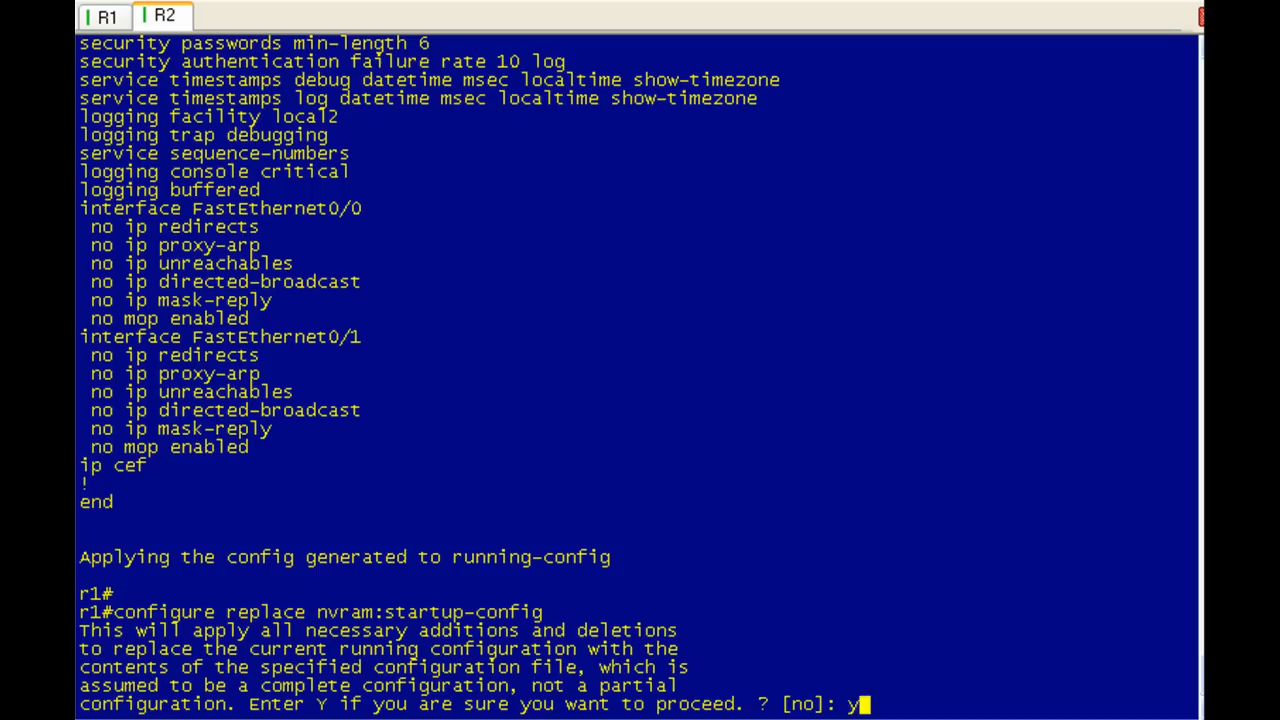 R1 R2
security passwords min-length 6
security authentication failure rate 10 log
service timestamps debug datetime msec localtime show-timezone
service timestamps log datetime msec localtime show-timezone
logging facility local2
logging trap debugging
service sequence-numbers
logging console critical
logging buffered
interface FastEthernet0/0
 no ip redirects
 no ip proxy-arp
 no ip unreachables
 no ip directed-broadcast
 no ip mask-reply
 no mop enabled
interface FastEthernet0/1
 no ip redirects
 no ip proxy-arp
 no ip unreachables
 no ip directed-broadcast
 no ip mask-reply
 no mop enabled
ip cef
!
end
Applying the config generated to running-config
r1#
r1#configure replace nvram:startup-config
This will apply all necessary additions and deletions
to replace the current running configuration with the
contents of the specified configuration file, which is
assumed to be a complete configuration, not a partial
configuration. Enter Y if you are sure you want to proceed. ? [no]: y